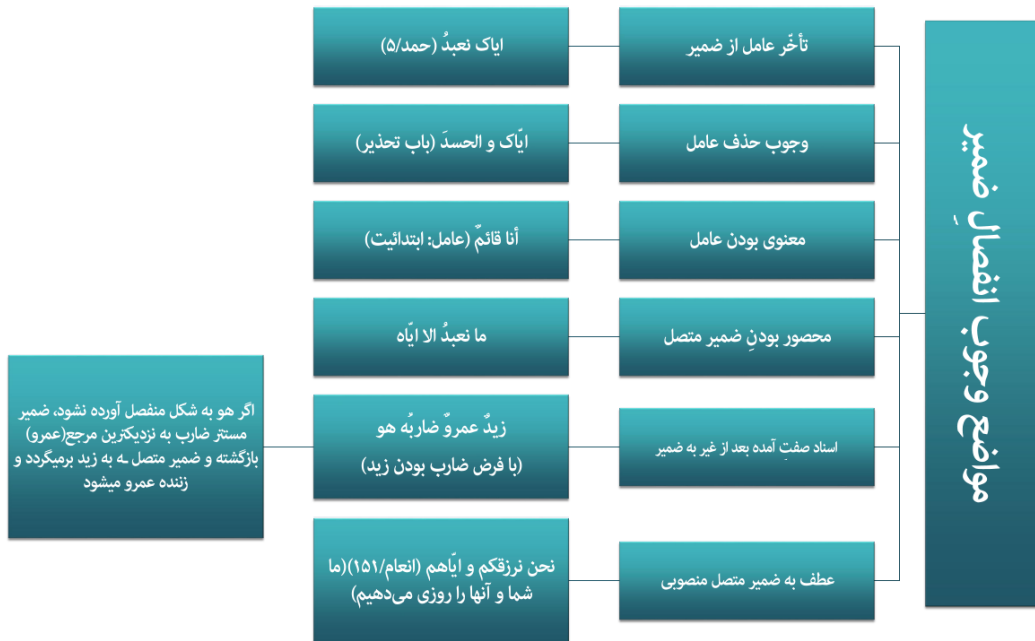 مواضع وجوب انفصالِ ضمیر
تأخّر عامل از ضمیر
ایاک نعبدُ (حمد/۵)
وجوب حذف عامل
ایّاک و الحسدَ (باب تحذیر)
معنوی بودن عامل
أنا قائمٌ (عامل: ابتدائیت)
محصور بودنِ ضمیر متصل
ما نعبدُ الا ایّاه
اسناد صفتِ آمده بعد از غیر به ضمیر
زیدٌ عمروٌ ضاربُه هو
(با فرض ضارب بودن زید)
اگر هو به شکل منفصل آورده نشود، ضمیر
مستتر ضارب به نزدیکترین مرجع(عمرو)
بازگشته و ضمیر متصل ـه به زید برمیگردد و
زننده عمرو میشود
عطف به ضمیر متصل منصوبی
نحن نرزقکم و ایّاهم (انعام/۱۵۱)(ما
شما و آنها را روزی می‌دهیم)